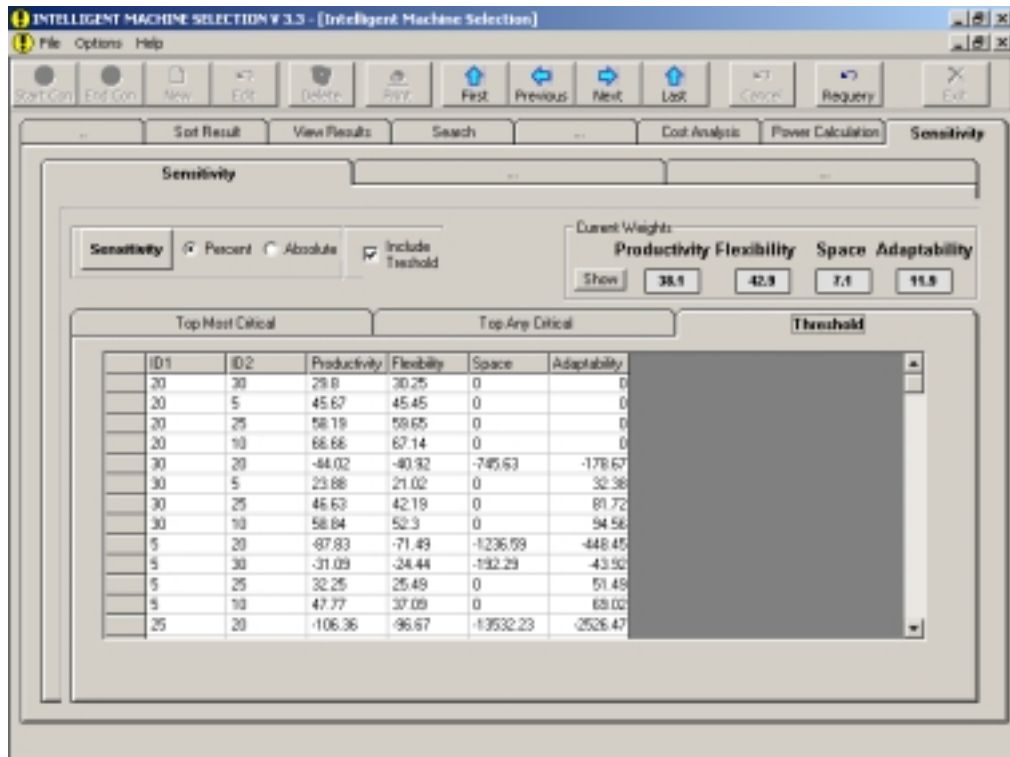 INTELLIGENT MACHINE SELECTION V 3.3 - [Intelligent Machine Selection]
File Options Help
Start Con End Con New Edit Delete Print First Previous Next Last Cancel Requery Exit
... Sort Result View Results Search ... Cost Analysis Power Calculation Sensitivity
Sensitivity ... ...
Current Weights
Productivity Flexibility Space Adaptability
Sensitivity Percent Absolute Include Treshold
Show 38.1 42.9 7.1 11.9
Top Most Critical Top Any Critical Threshold
ID1 ID2 Productivity Flexibility Space Adaptability
20 30 29.8 30.25 0 0
20 5 45.67 45.45 0 0
20 25 58.19 59.65 0 0
20 10 66.66 67.14 0 0
30 20 -44.02 -40.92 -745.63 -178.67
30 5 23.88 21.02 0 32.38
30 25 46.63 42.19 0 81.72
30 10 58.84 52.3 0 94.56
5 20 -87.83 -71.49 -1236.59 -448.45
5 30 -31.09 -24.44 -192.29 -43.92
5 25 32.25 25.49 0 51.49
5 10 47.77 37.09 0 69.02
25 20 -106.36 -96.67 -13532.23 -2526.47